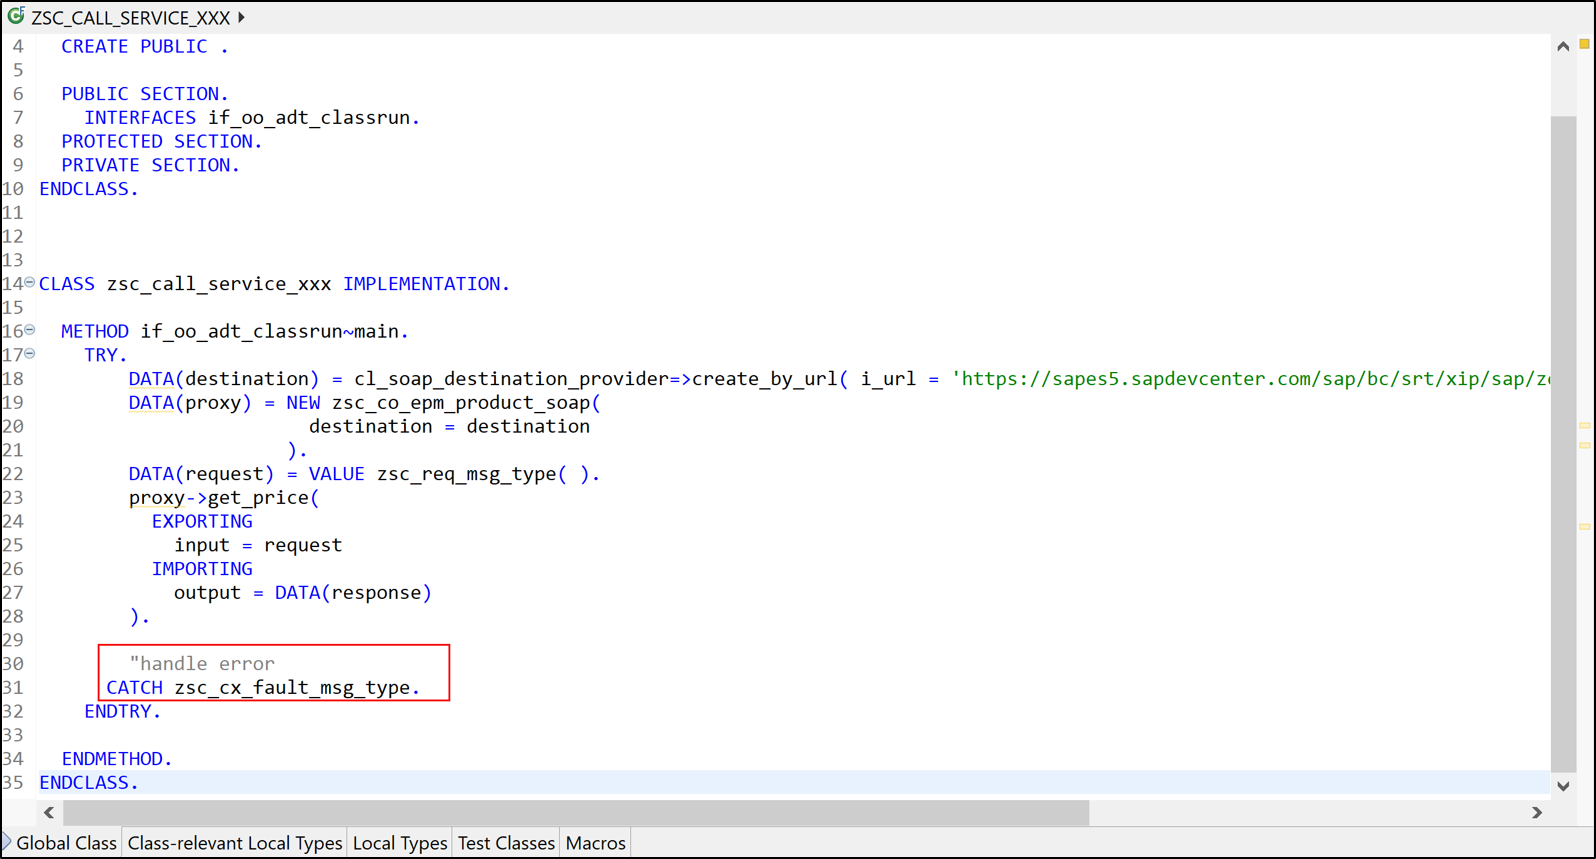 ZSC_CALL_SERVICE_XXX
4 CREATE PUBLIC .
5
6 PUBLIC SECTION.
7 INTERFACES if_oo_adt_classrun.
8 PROTECTED SECTION.
9 PRIVATE SECTION.
10 ENDCLASS.
11
12
13
14 CLASS zsc_call_service_xxx IMPLEMENTATION.
15
16 METHOD if_oo_adt_classrun~main.
17 TRY.
18 DATA(destination) = cl_soap_destination_provider=>create_by_url( i_url = 'https://sapes5.sapdevcenter.com/sap/bc/srt/xip/sap/
19 DATA(proxy) = NEW zsc_co_epm_product_soap(
20 destination = destination
21 ).
22 DATA(request) = VALUE zsc_req_msg_type( ).
23 proxy->get_price(
24 EXPORTING
25 input = request
26 IMPORTING
27 output = DATA(response)
28 ).
29
30 "handle error
31 CATCH zsc_cx_fault_msg_type.
32 ENDTRY.
33
34 ENDMETHOD.
35 ENDCLASS.
Global Class Class-relevant Local Types Local Types Test Classes Macros